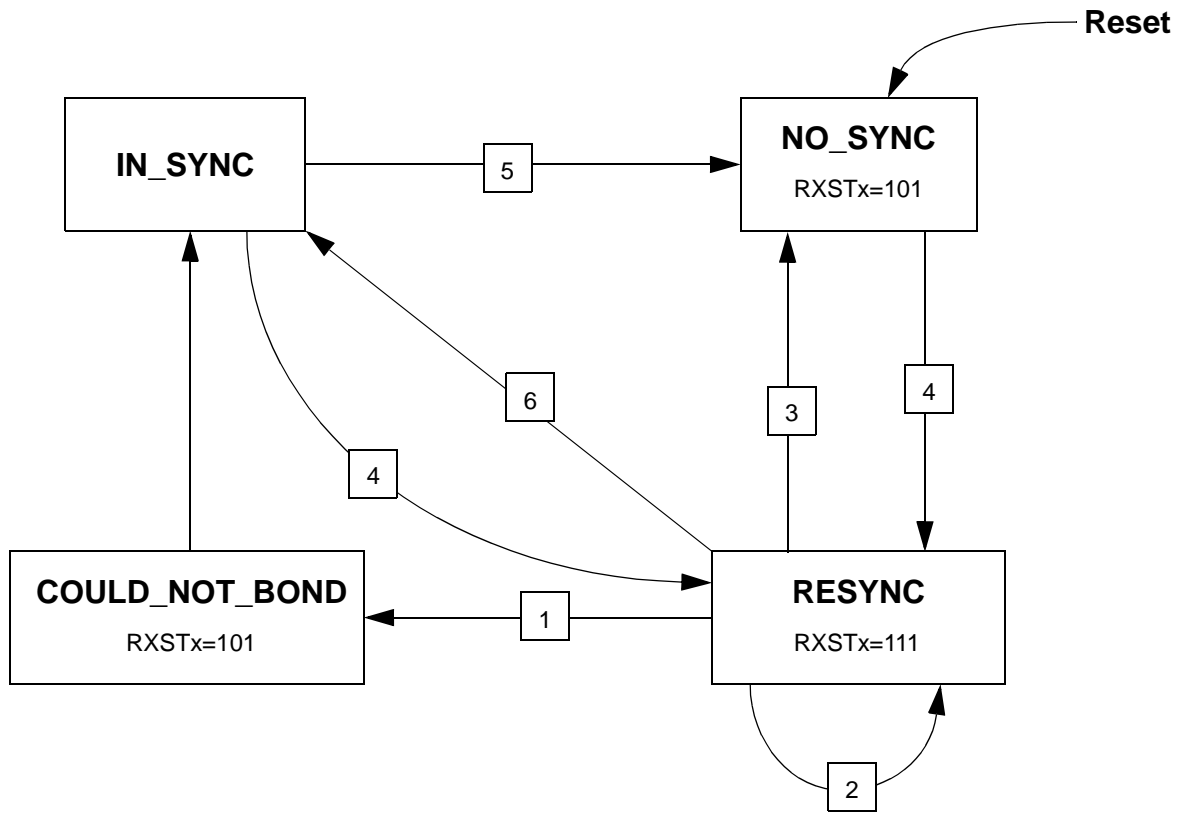 Reset
IN_SYNC
5
NO_SYNC
RXSTx=101
6
3
4
4
COULD_NOT_BOND
RXSTx=101
1
RESYNC
RXSTx=111
2